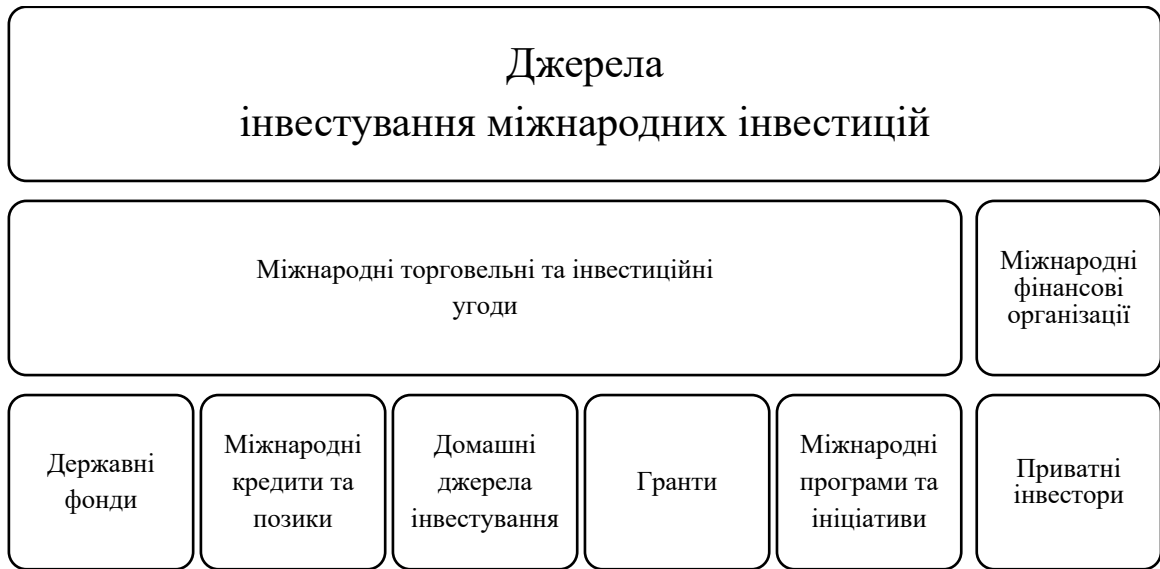 Джерела
інвестування міжнародних інвестицій
Міжнародні торговельні та інвестиційні
угоди
Міжнародні
фінансові
організації
Державні
фонди
Міжнародні
кредити та
позики
Домашні
джерела
інвестування
Гранти
Міжнародні
програми та
ініціативи
Приватні
інвестори